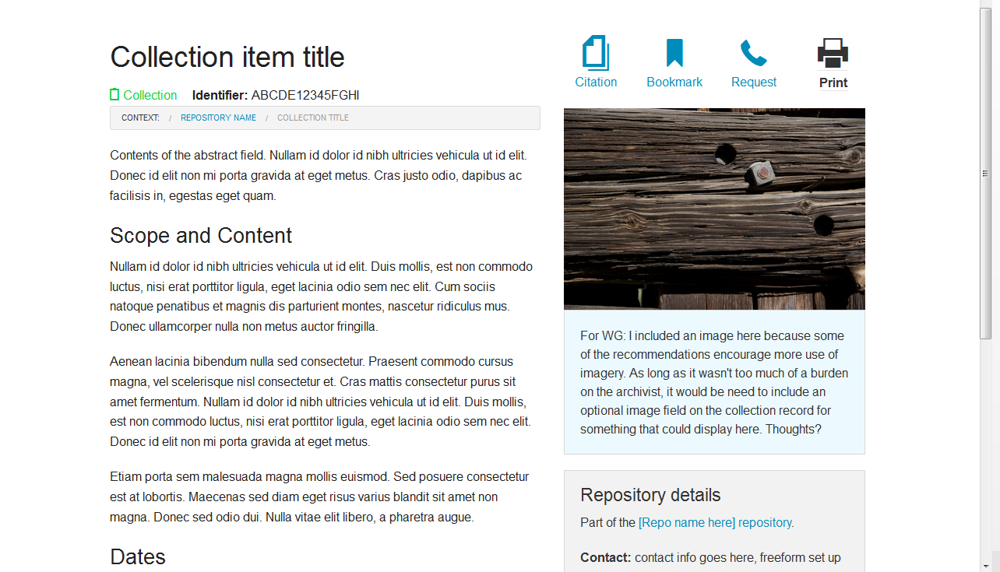 Collection item title
Collection Identifier: ABCDE12345FGHI
CONTEXT: / REPOSITORY NAME / COLLECTION TITLE
Contents of the abstract field. Nullam id dolor id nibh ultricies vehicula ut id elit.
Donec id elit non mi porta gravida at eget metus. Cras justo odio, dapibus ac
facilisis in, egestas eget quam.
Scope and Content
Nullam id dolor id nibh ultricies vehicula ut id elit. Duis mollis, est non commodo
luctus, nisi erat porttitor ligula, eget lacinia odio sem nec elit. Cum sociis
natoque penatibus et magnis dis parturient montes, nascetur ridiculus mus.
Donec ullamcorper nulla non metus auctor fringilla.
Aenean lacinia bibendum nulla sed consectetur. Praesent commodo cursus
magna, vel scelerisque nisl consectetur et. Cras mattis consectetur purus sit
amet fermentum. Nullam id dolor id nibh ultricies vehicula ut id elit. Duis mollis,
est non commodo luctus, nisi erat porttitor ligula, eget lacinia odio sem nec elit.
Donec id elit non mi porta gravida at eget metus.
Etiam porta sem malesuada magna mollis euismod. Sed posuere consectetur
est at lobortis. Maecenas sed diam eget risus varius blandit sit amet non
magna. Donec sed odio dui. Nulla vitae elit libero, a pharetra augue.
Dates
Citation Bookmark Request Print
For WG: I included an image here because some
of the recommendations encourage more use of
imagery. As long as it wasn't too much of a burden
on the archivist, it would be need to include an
optional image field on the collection record for
something that could display here. Thoughts?
Repository details
Part of the [Repo name here] repository.
Contact: contact info goes here, freeform set up